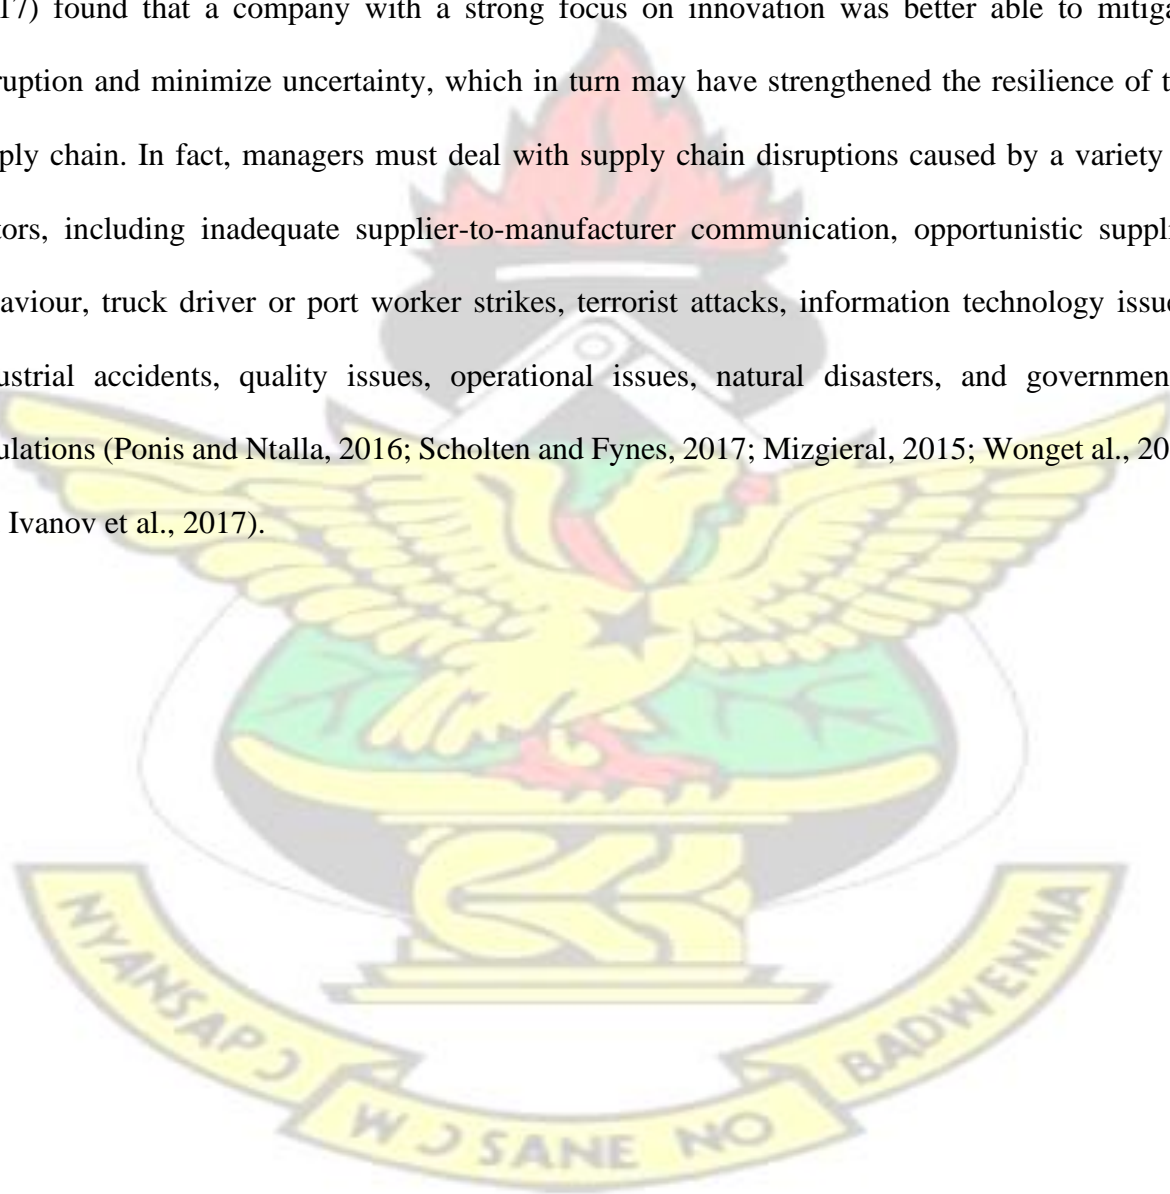 17) found that a company with a strong focus on innovation was better able to mitiga
ruption and minimize uncertainty, which in turn may have strengthened the resilience of t
ply chain. In fact, managers must deal with supply chain disruptions caused by a variety
tors, including inadequate supplier-to-manufacturer communication, opportunistic suppli
aviour, truck driver or port worker strikes, terrorist attacks, information technology issue
ustrial accidents, quality issues, operational issues, natural disasters, and governmen
ulations (Ponis and Ntalla, 2016; Scholten and Fynes, 2017; Mizgieral, 2015; Wonget al., 20
Ivanov et al., 2017).
NYANSAPƆ
WƆSANE NO
BADWENMA